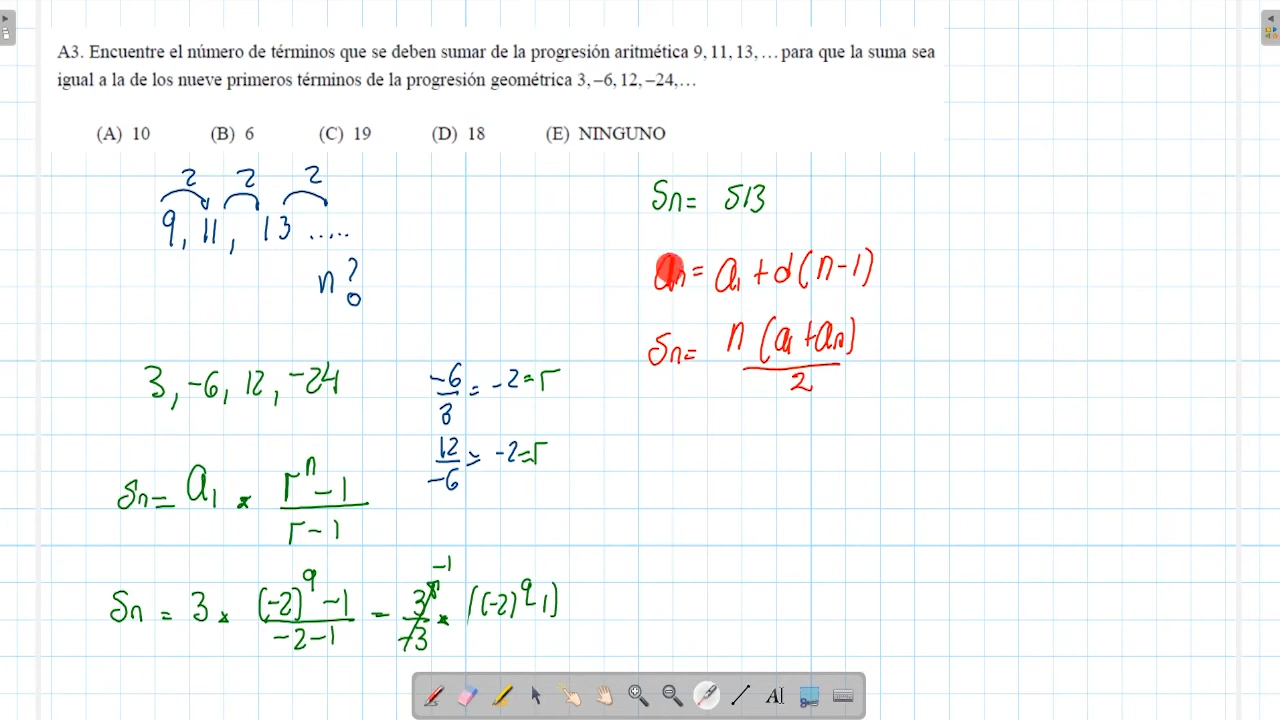 A3. Encuentre el número de términos que se deben sumar de la progresión aritmética 9, 11, 13, … para que la suma sea
igual a la de los nueve primeros términos de la progresión geométrica 3, –6, 12, –24,…
(A) 10 (B) 6 (C) 19 (D) 18 (E) NINGUNO
2 2 2
9, 11, 13 .....
n?
3, -6, 12, -24
-6/3 = -2 = r
12/-6 = -2 = r
Sn = a1 * (r^n - 1)/(r - 1)
Sn = 3 * ((-2)^9 - 1)/(-2-1) = 3/-3 * [(-2)^9 - 1]
-1
Sn = 513
an = a1 + d(n-1)
Sn = n(a1 + an)/2
AI